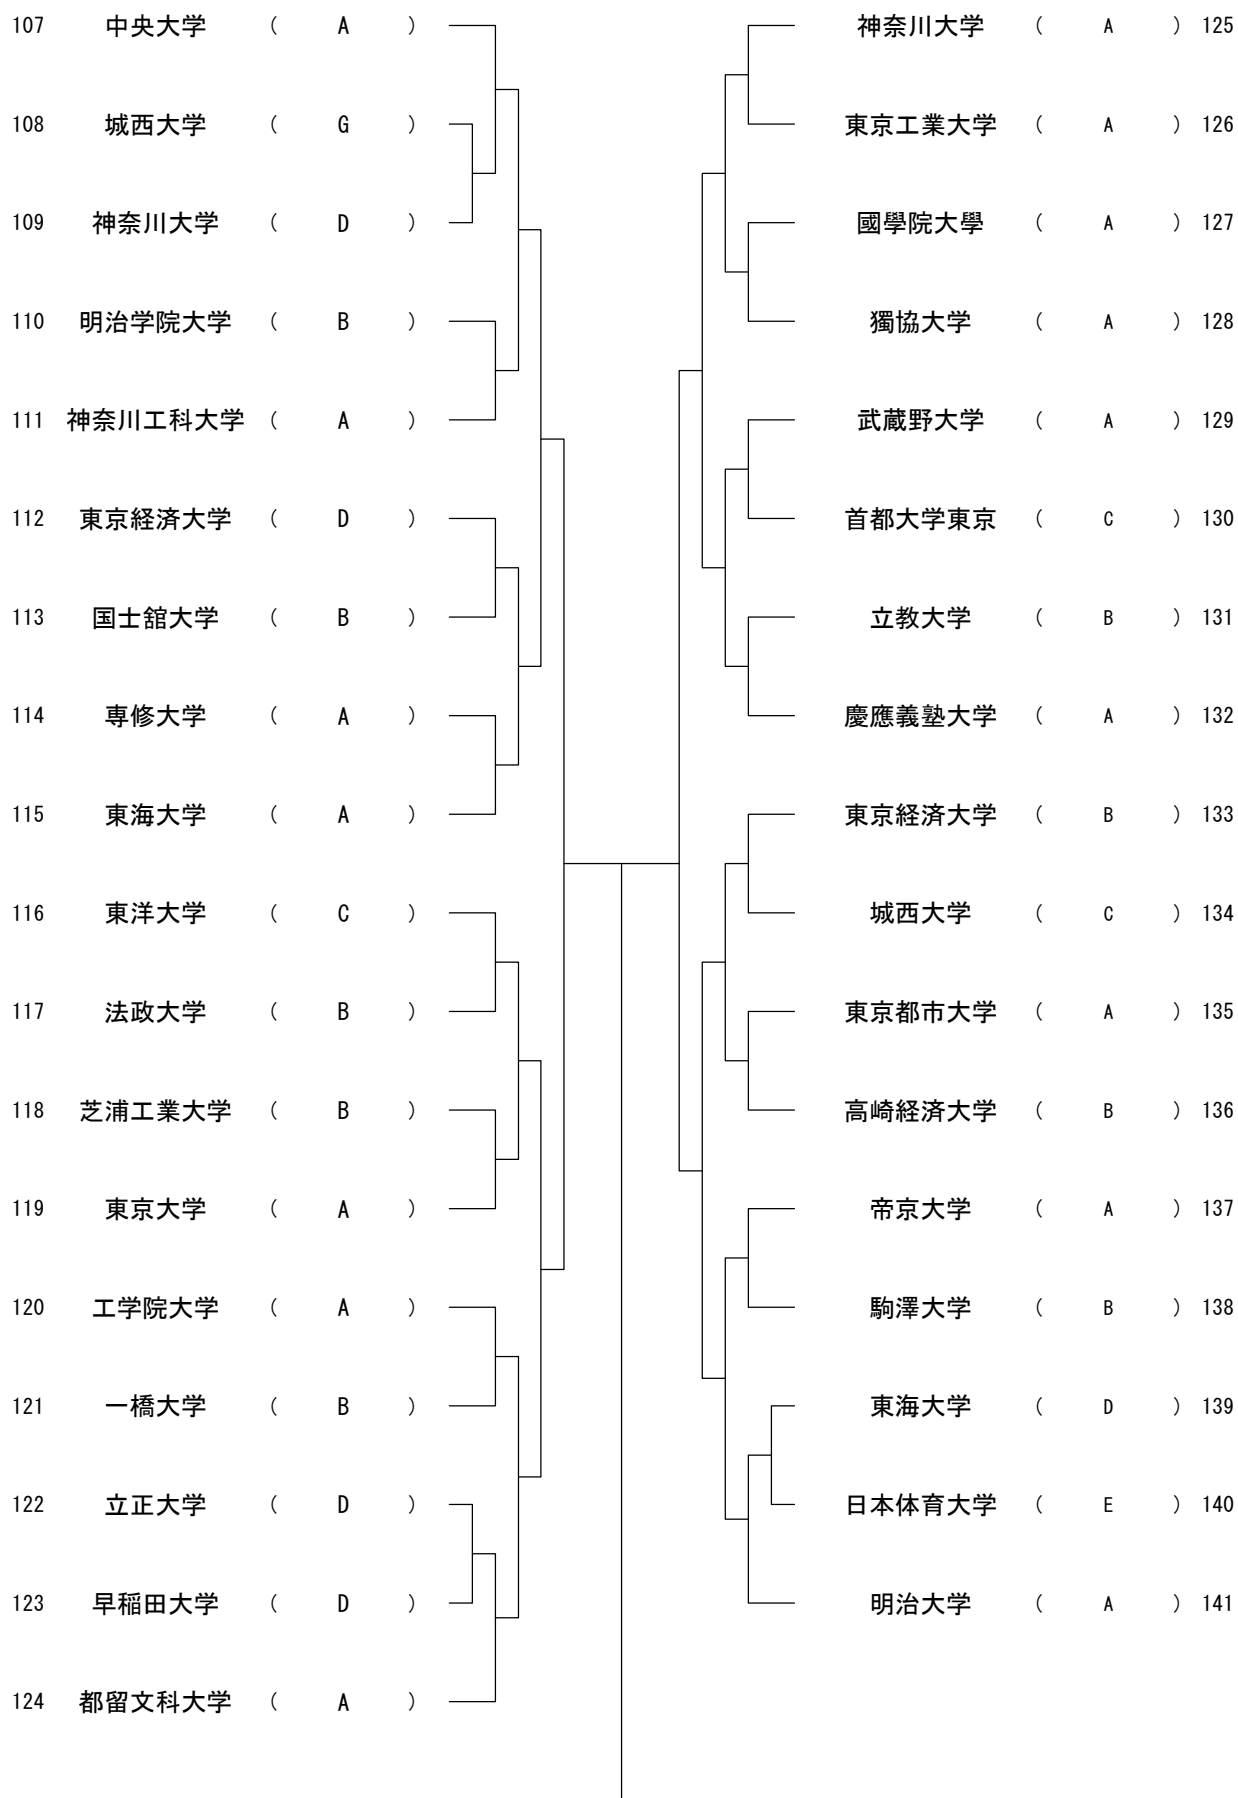 107 中央大学 ( A )
108 城西大学 ( G )
109 神奈川大学 ( D )
110 明治学院大学 ( B )
111 神奈川工科大学 ( A )
112 東京経済大学 ( D )
113 国士舘大学 ( B )
114 専修大学 ( A )
115 東海大学 ( A )
116 東洋大学 ( C )
117 法政大学 ( B )
118 芝浦工業大学 ( B )
119 東京大学 ( A )
120 工学院大学 ( A )
121 一橋大学 ( B )
122 立正大学 ( D )
123 早稲田大学 ( D )
124 都留文科大学 ( A )
神奈川大学 ( A ) 125
東京工業大学 ( A ) 126
國學院大學 ( A ) 127
獨協大学 ( A ) 128
武蔵野大学 ( A ) 129
首都大学東京 ( C ) 130
立教大学 ( B ) 131
慶應義塾大学 ( A ) 132
東京経済大学 ( B ) 133
城西大学 ( C ) 134
東京都市大学 ( A ) 135
高崎経済大学 ( B ) 136
帝京大学 ( A ) 137
駒澤大学 ( B ) 138
東海大学 ( D ) 139
日本体育大学 ( E ) 140
明治大学 ( A ) 141